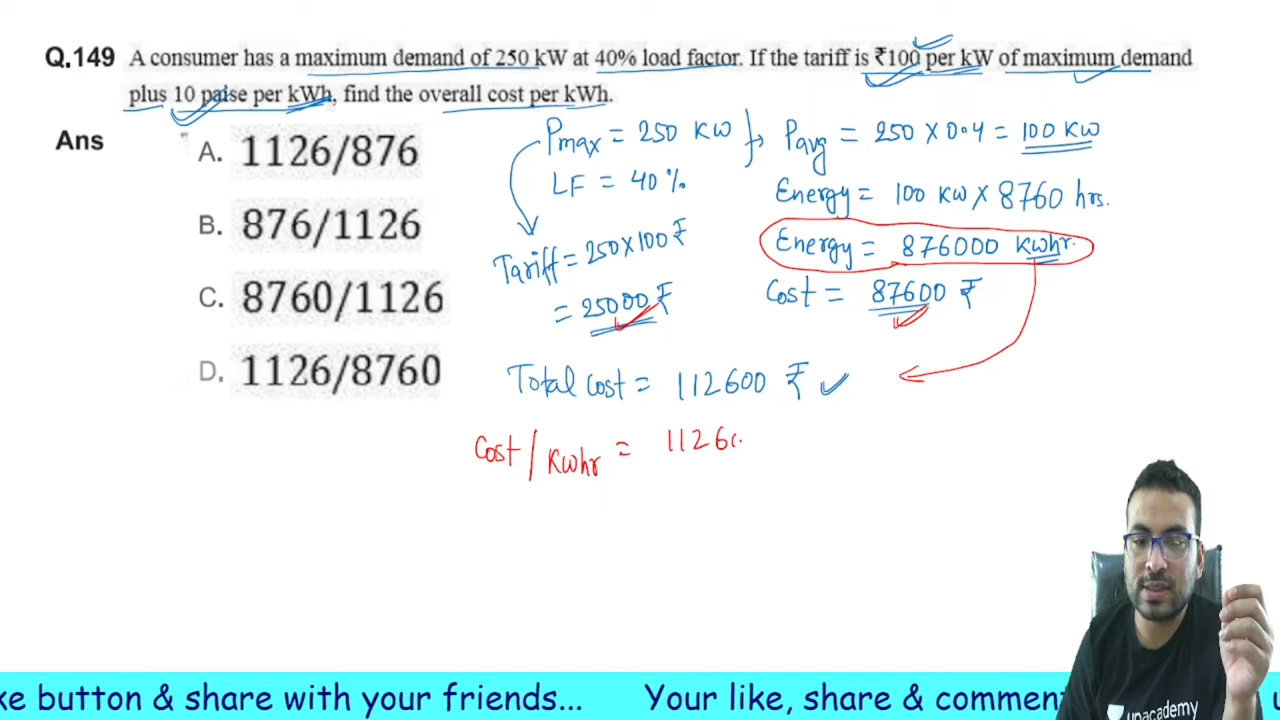 Q.149 A consumer has a maximum demand of 250 kW at 40% load factor. If the tariff is ₹100 per kW of maximum demand
plus 10 paise per kWh, find the overall cost per kWh.
Ans
A. 1126/876
B. 876/1126
C. 8760/1126
D. 1126/8760
Pmax = 250 KW
LF = 40 %
Tariff = 250 X 100 ₹
= 25000 ₹
Pavg = 250 X 0.4 = 100 KW
Energy = 100 KW X 8760 hrs.
Energy = 876000 Kwhr.
Cost = 87600 ₹
Total Cost = 112600 ₹
Cost / Kwhr = 1126
ke button & share with your friends... Your like, share & comment
unacademy